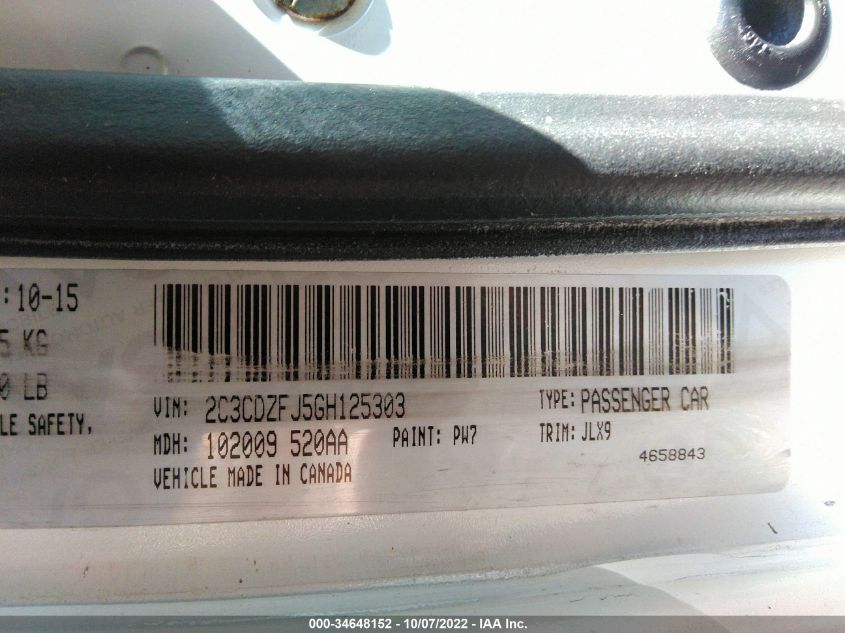 :10-15
5 KG
0 LB
LE SAFETY,
VIN: 2C3CDZFJ5GH125303
TYPE: PASSENGER CAR
MDH: 102009 520AA
PAINT: PW7
TRIM: JLX9
4658843
VEHICLE MADE IN CANADA
000-34648152 - 10/07/2022 - IAA Inc.